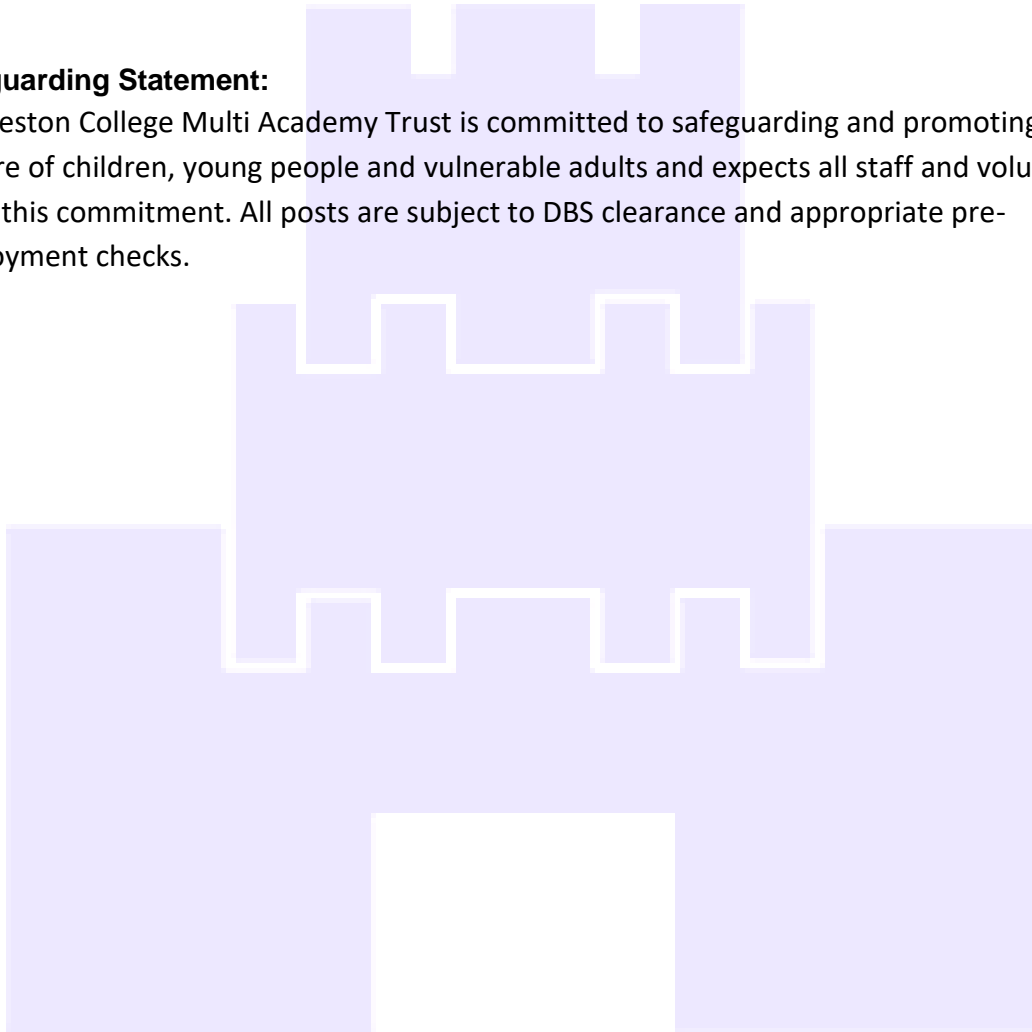 guarding Statement:
eston College Multi Academy Trust is committed to safeguarding and promoting
re of children, young people and vulnerable adults and expects all staff and volu
this commitment. All posts are subject to DBS clearance and appropriate pre-
oyment checks.